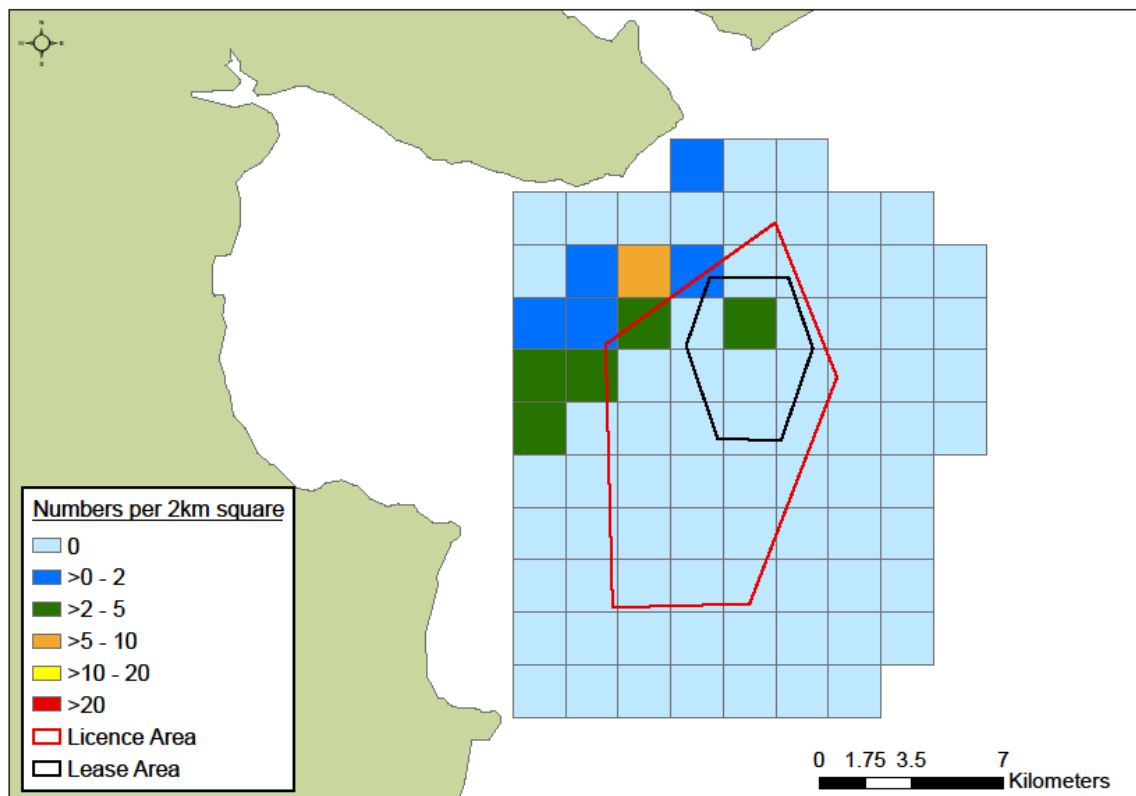 N
E
S
Numbers per 2km square
0
>0 - 2
>2 - 5
>5 - 10
>10 - 20
>20
Licence Area
Lease Area
0 1.75 3.5 7
Kilometers